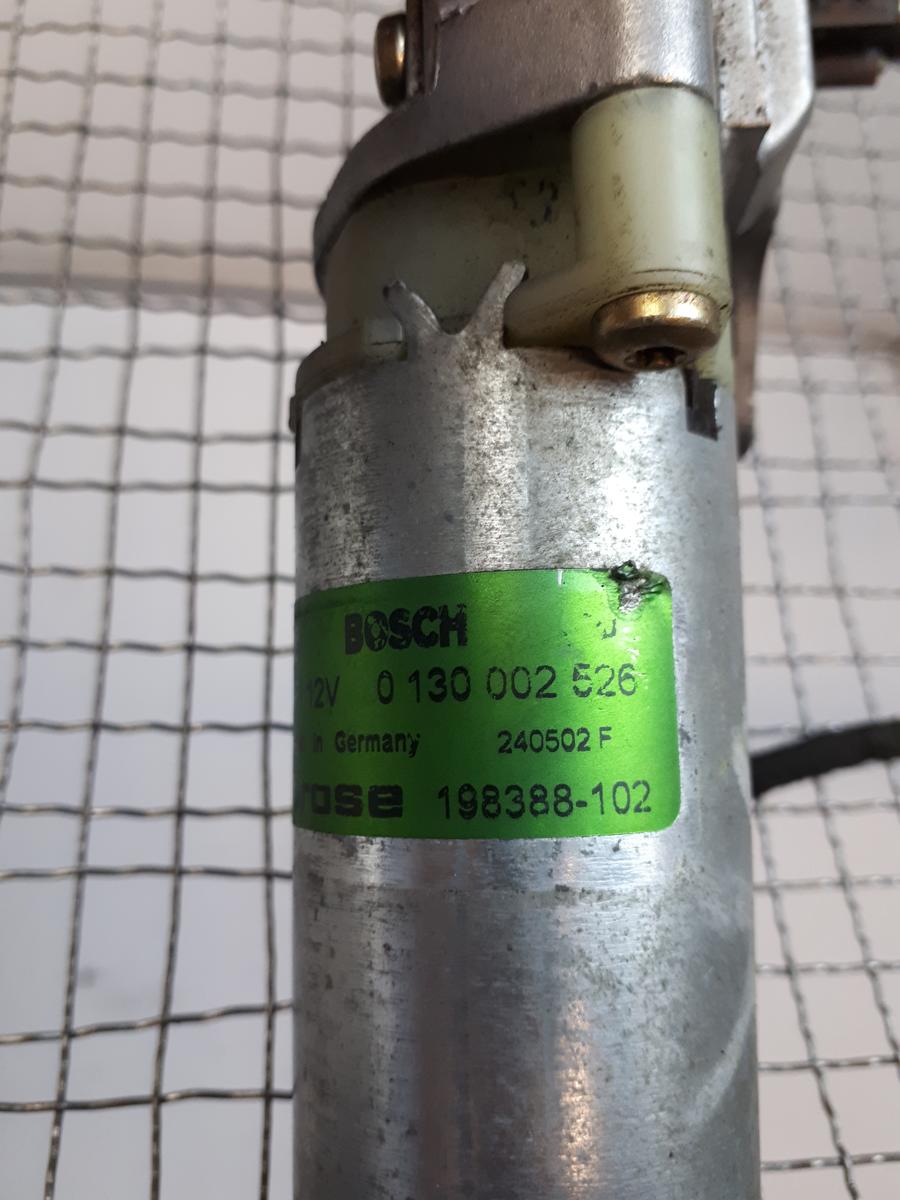 BOSCH
12V 0 130 002 526
in Germany 240502 F
rose 198388-102